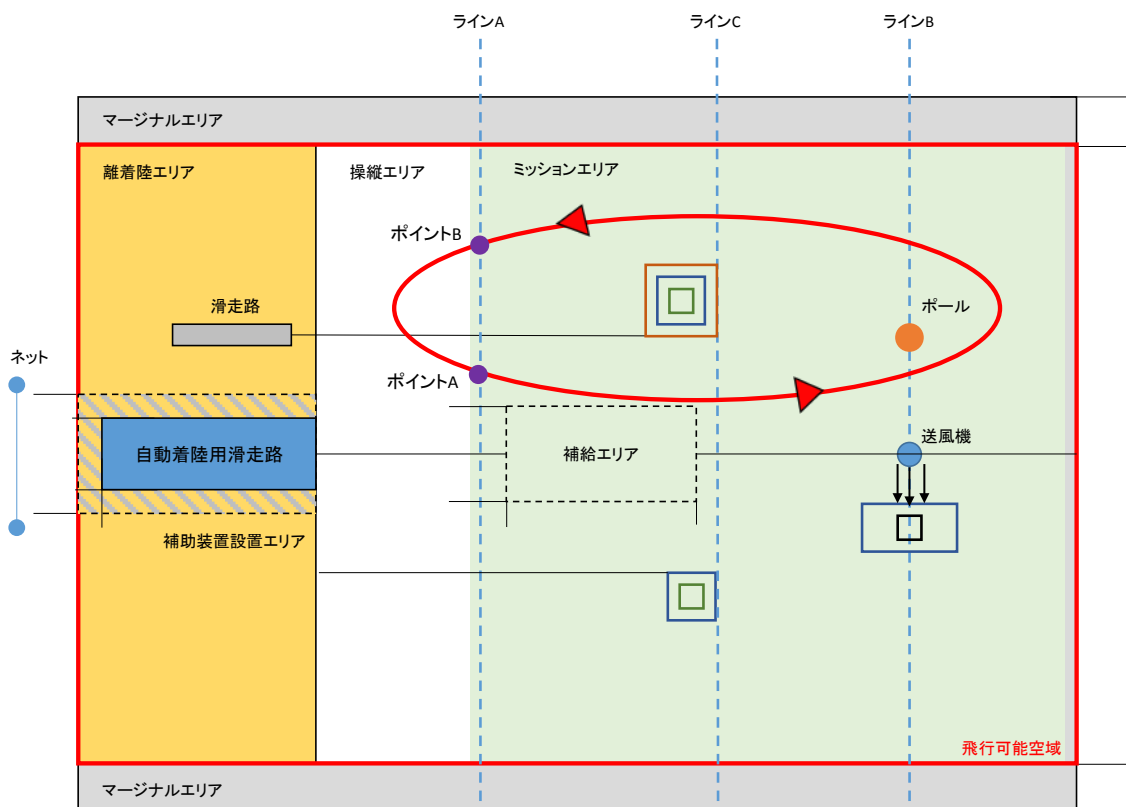 ラインA
ラインC
ラインB
マージナルエリア
離着陸エリア
操縦エリア
ミッションエリア
ポイントB
滑走路
ポール
ネット
ポイントA
自動着陸用滑走路
補給エリア
送風機
補助装置設置エリア
飛行可能空域
マージナルエリア